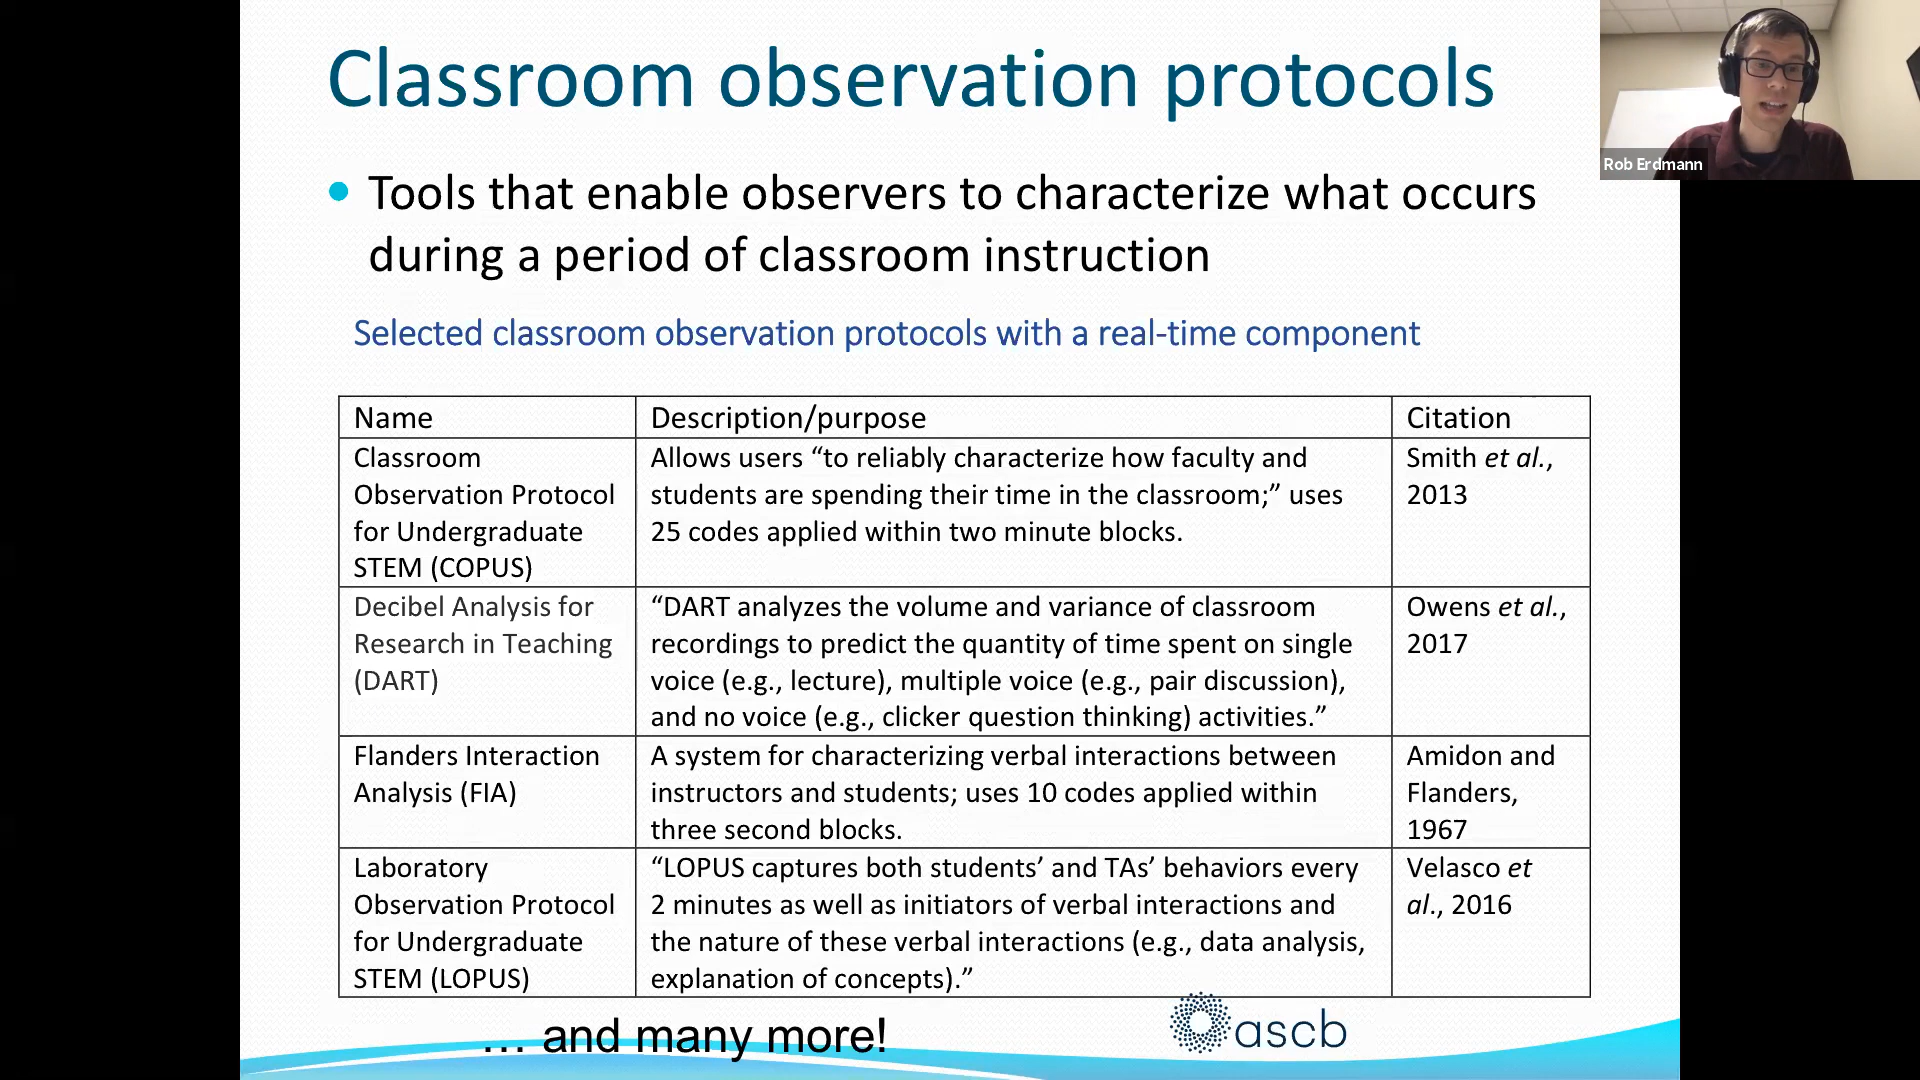 Classroom observation protocols
Rob Erdmann
Tools that enable observers to characterize what occurs
during a period of classroom instruction
Selected classroom observation protocols with a real-time component
Name
Description/purpose
Citation
Classroom
Observation Protocol
for Undergraduate
STEM (COPUS)
Allows users “to reliably characterize how faculty and
students are spending their time in the classroom;” uses
25 codes applied within two minute blocks.
Smith et al.,
2013
Decibel Analysis for
Research in Teaching
(DART)
“DART analyzes the volume and variance of classroom
recordings to predict the quantity of time spent on single
voice (e.g., lecture), multiple voice (e.g., pair discussion),
and no voice (e.g., clicker question thinking) activities.”
Owens et al.,
2017
Flanders Interaction
Analysis (FIA)
A system for characterizing verbal interactions between
instructors and students; uses 10 codes applied within
three second blocks.
Amidon and
Flanders,
1967
Laboratory
Observation Protocol
for Undergraduate
STEM (LOPUS)
“LOPUS captures both students’ and TAs’ behaviors every
2 minutes as well as initiators of verbal interactions and
the nature of these verbal interactions (e.g., data analysis,
explanation of concepts).”
Velasco et
al., 2016
… and many more!
ascb